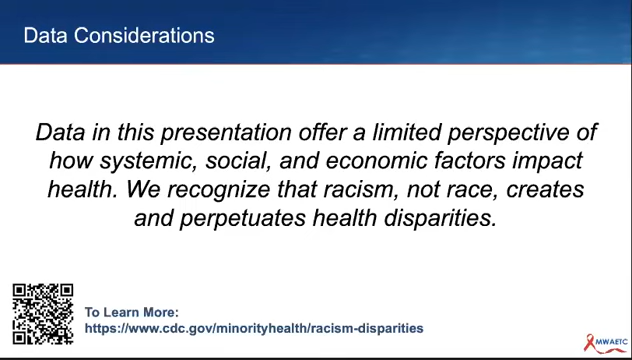 Data Considerations
Data in this presentation offer a limited perspective of
how systemic, social, and economic factors impact
health. We recognize that racism, not race, creates
and perpetuates health disparities.
To Learn More:
https://www.cdc.gov/minorityhealth/racism-disparities
MWAETC